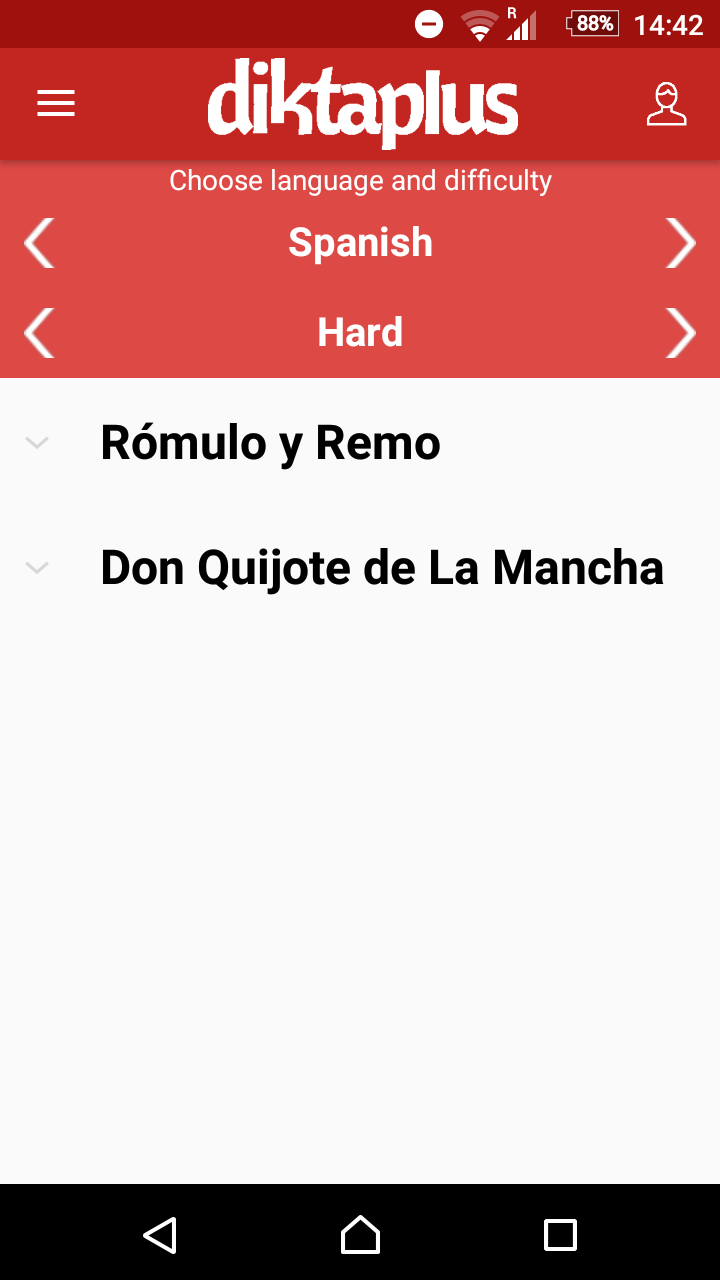 R
88%
14:42
diktaplus
Choose language and difficulty
Spanish
Hard
Rómulo y Remo
Don Quijote de La Mancha